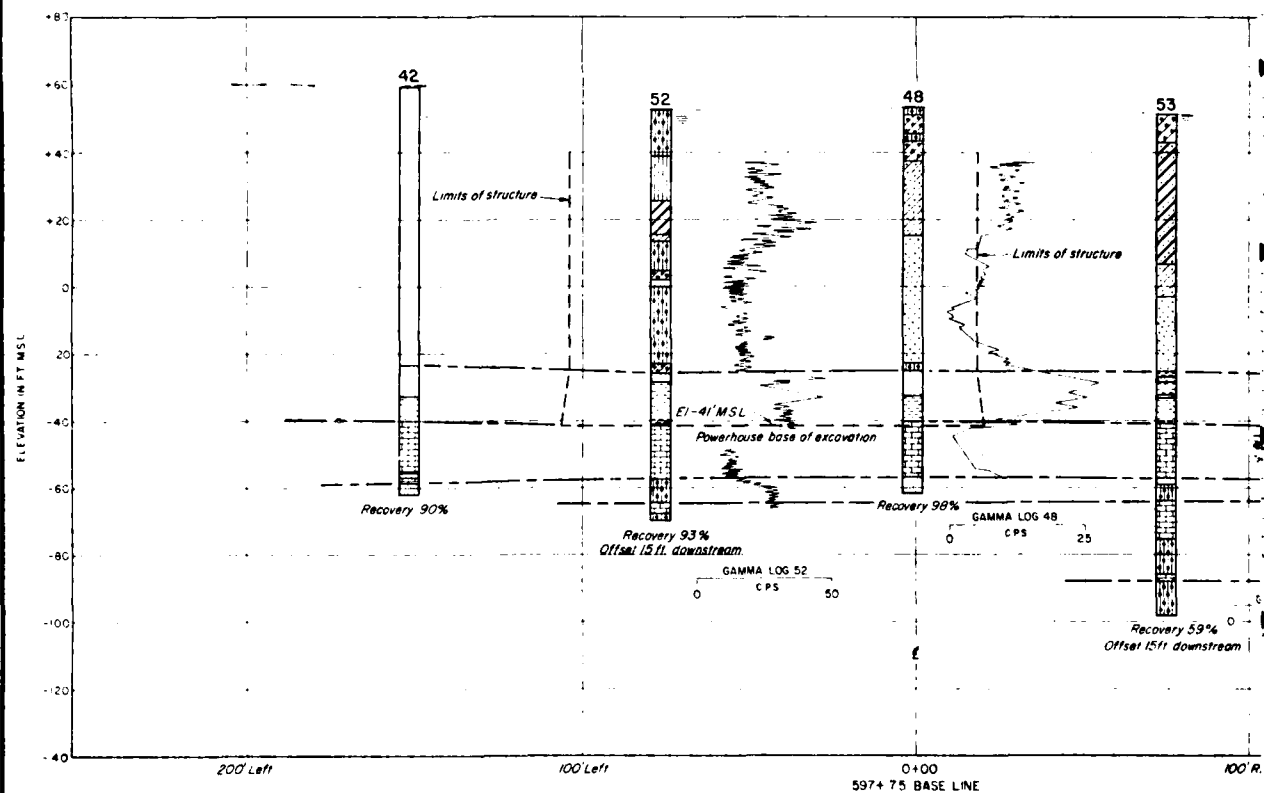 +80
+60
+40
+20
0
20
-40
-60
-80
-100
-120
-40
ELEVATION IN FT MSL
42
52
48
53
Limits of structure
Limits of structure
El-41' MSL
Powerhouse base of excavation
Recovery 90%
Recovery 93%
Offset 15 ft. downstream
Recovery 98%
GAMMA LOG 48
CPS
0 25
GAMMA LOG 52
CPS
0 50
Recovery 59%
Offset 15ft downstream
0
200' Left
100' Left
0+00
100' R.
597+75 BASE LINE